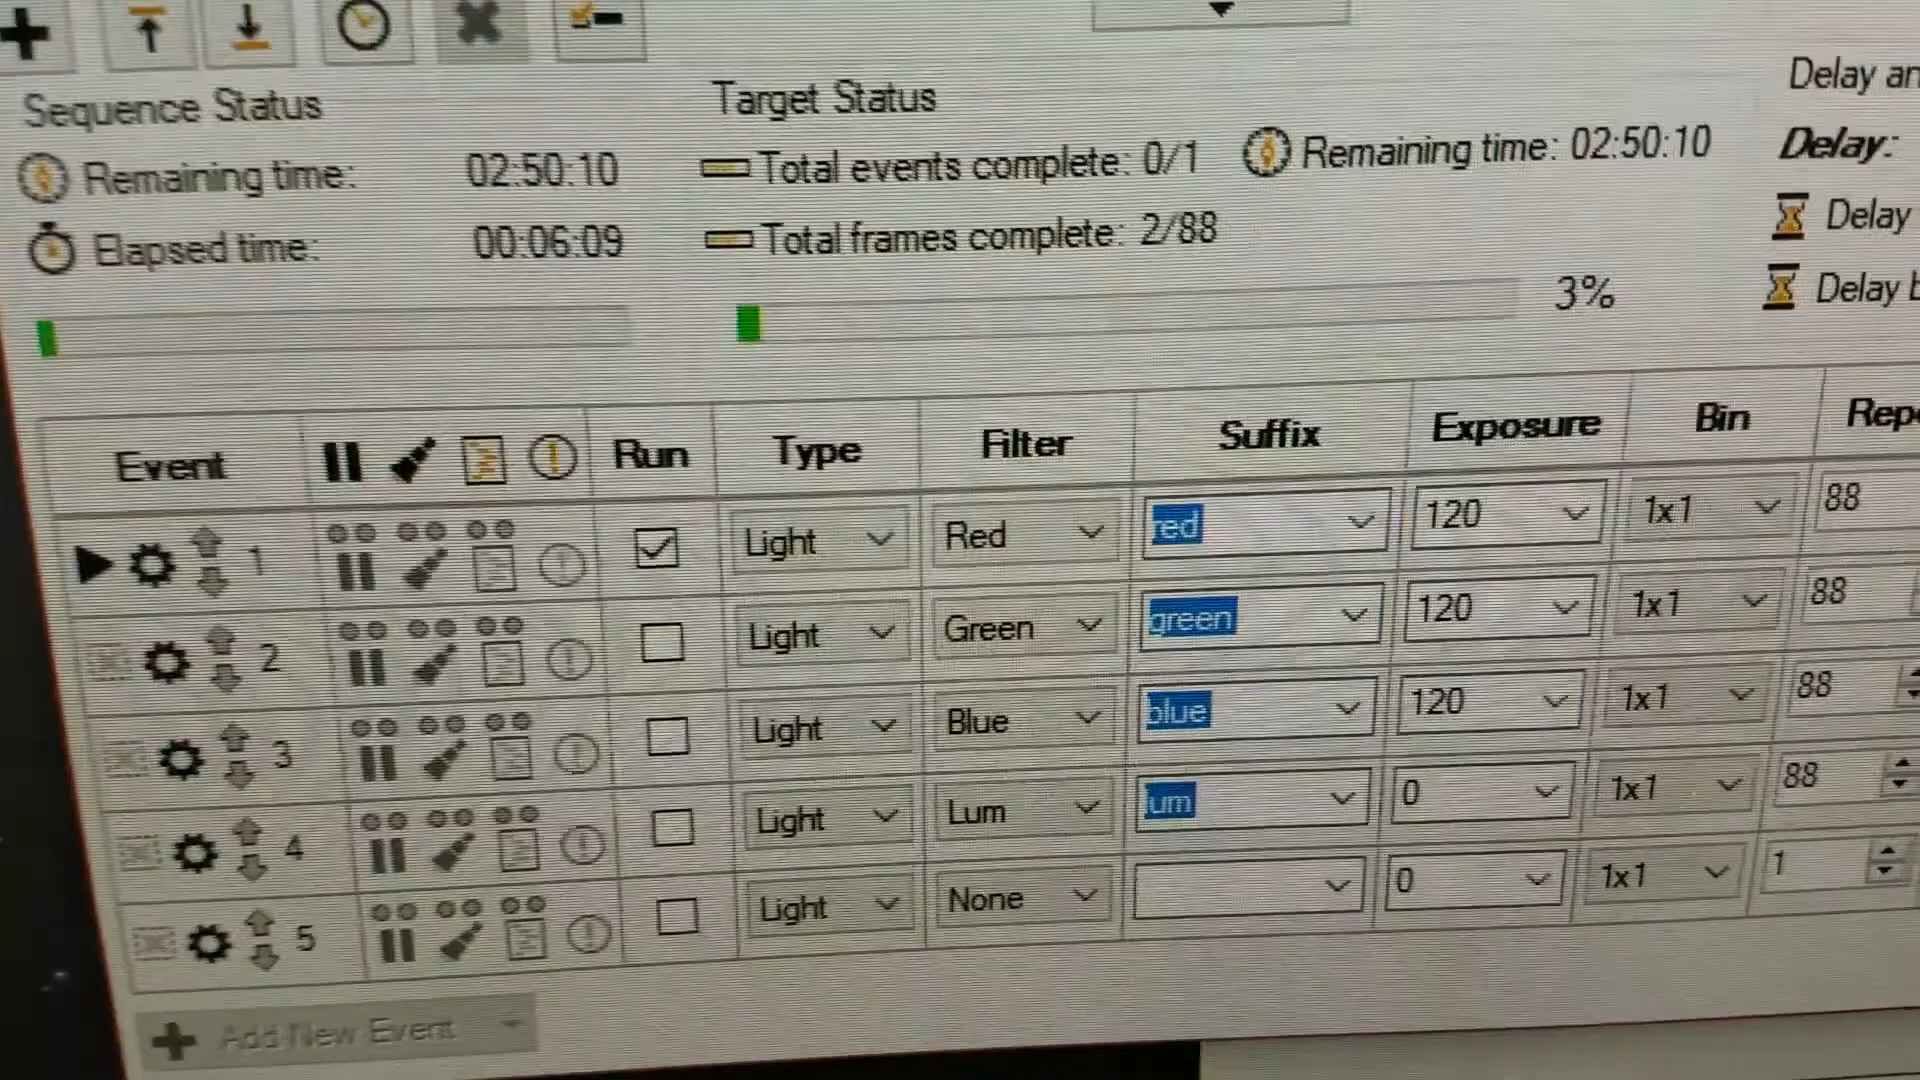 Sequence Status
Remaining time: 02:50:10
Elapsed time: 00:06:09
Target Status
Total events complete: 0/1 Remaining time: 02:50:10
Total frames complete: 2/88
3%
Delay an
Delay:
Delay
Delay b
Event Run Type Filter Suffix Exposure Bin Repe
1 Light Red red 120 1x1 88
2 Light Green green 120 1x1 88
3 Light Blue blue 120 1x1 88
4 Light Lum lum 0 1x1 88
5 Light None 0 1x1 1
Add New Event